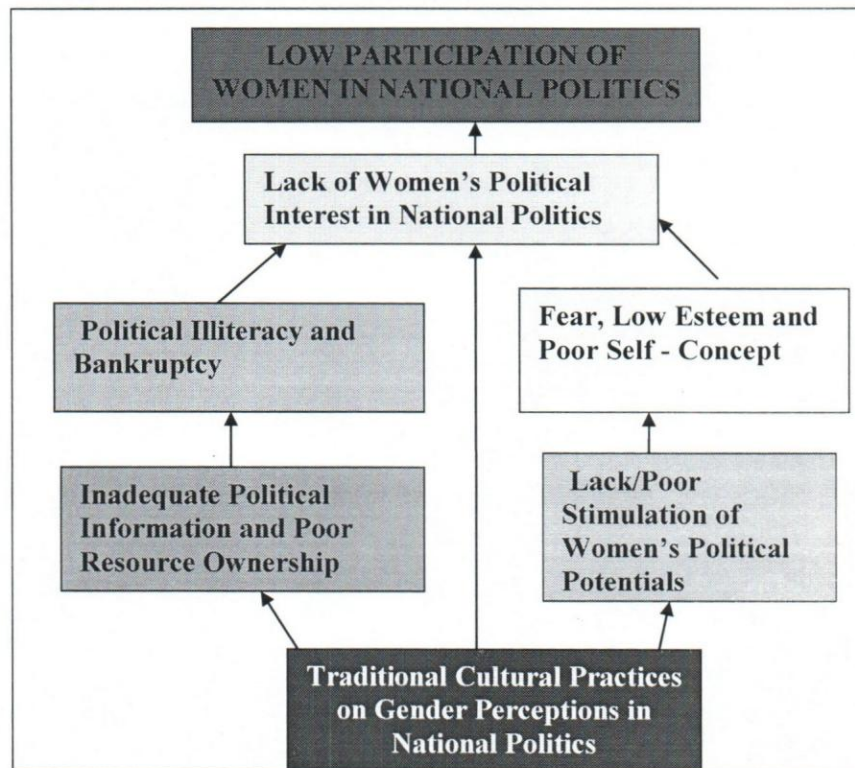 LOW PARTICIPATION OF
WOMEN IN NATIONAL POLITICS
Lack of Women's Political
Interest in National Politics
Political Illiteracy and
Bankruptcy
Fear, Low Esteem and
Poor Self - Concept
Inadequate Political
Information and Poor
Resource Ownership
Lack/Poor
Stimulation of
Women's Political
Potentials
Traditional Cultural Practices
on Gender Perceptions in
National Politics